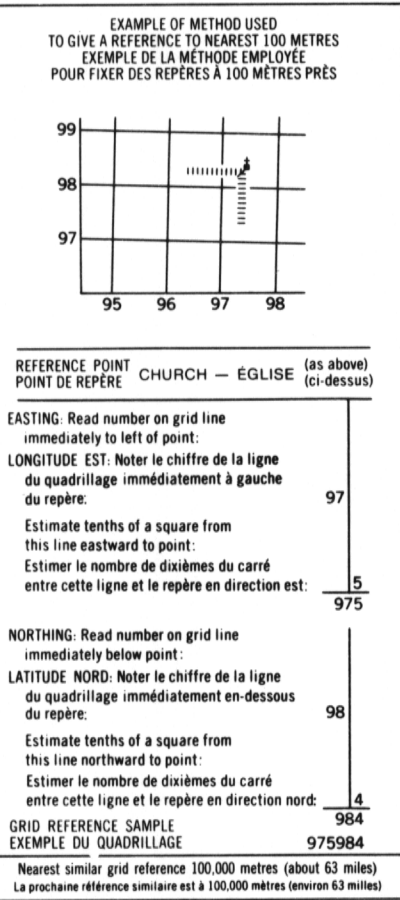 EXAMPLE OF METHOD USED
TO GIVE A REFERENCE TO NEAREST 100 METRES
EXEMPLE DE LA MÉTHODE EMPLOYÉE
POUR FIXER DES REPÈRES À 100 MÈTRES PRÈS
99
98
97
95 96 97 98
REFERENCE POINT
POINT DE REPÈRE
CHURCH — ÉGLISE
(as above)
(ci-dessus)
EASTING: Read number on grid line
immediately to left of point:
LONGITUDE EST: Noter le chiffre de la ligne
du quadrillage immédiatement à gauche
du repère: 97
Estimate tenths of a square from
this line eastward to point:
Estimer le nombre de dixièmes du carré
entre cette ligne et le repère en direction est: 5
975
NORTHING: Read number on grid line
immediately below point:
LATITUDE NORD: Noter le chiffre de la ligne
du quadrillage immédiatement en-dessous
du repère: 98
Estimate tenths of a square from
this line northward to point:
Estimer le nombre de dixièmes du carré
entre cette ligne et le repère en direction nord: 4
984
GRID REFERENCE SAMPLE
EXEMPLE DU QUADRILLAGE 975984
Nearest similar grid reference 100,000 metres (about 63 miles)
La prochaine référence similaire est à 100,000 mètres (environ 63 milles)